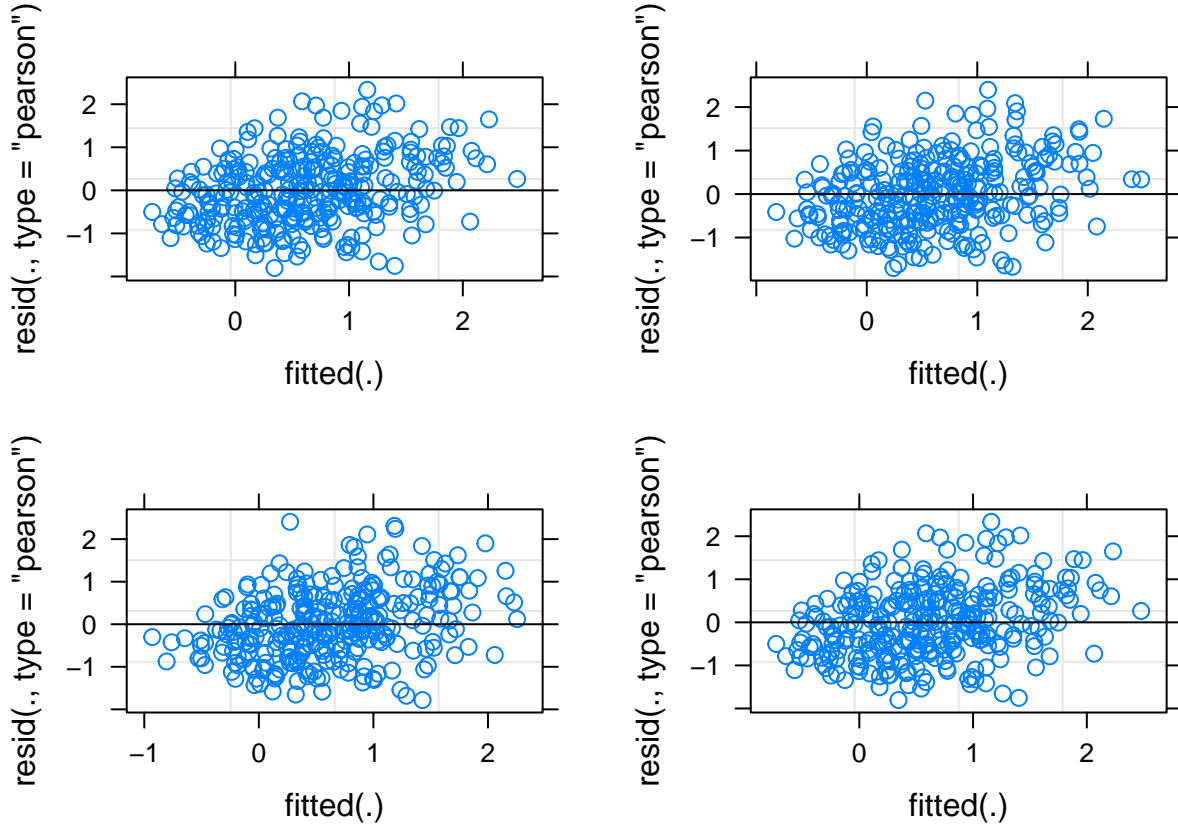 resid(., type = "pearson")
2
1
0
−1
0 1 2
fitted(.)
resid(., type = "pearson")
2
1
0
−1
0 1 2
fitted(.)
resid(., type = "pearson")
2
1
0
−1
−1 0 1 2
fitted(.)
resid(., type = "pearson")
2
1
0
−1
0 1 2
fitted(.)